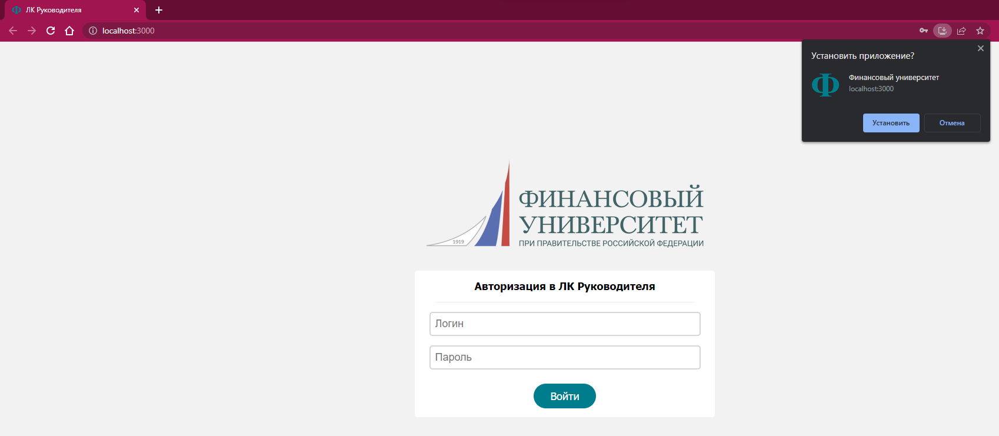 ЛК Руководителя
localhost:3000
Установить приложение?
Финансовый университет
localhost:3000
Установить
Отмена
1919
ФИНАНСОВЫЙ
УНИВЕРСИТЕТ
ПРИ ПРАВИТЕЛЬСТВЕ РОССИЙСКОЙ ФЕДЕРАЦИИ
Авторизация в ЛК Руководителя
Логин
Пароль
Войти